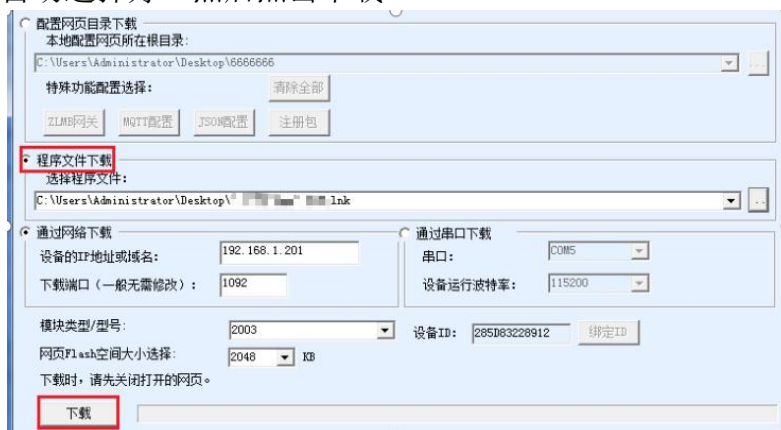 配置网页目录下载
本地配置网页所在根目录:
C:\Users\Administrator\Desktop\6666666
特殊功能配置选择: 清除全部
ZLMB网关 MQTT配置 JSON配置 注册包
程序文件下载
选择程序文件:
C:\Users\Administrator\Desktop\ lnk
通过网络下载 通过串口下载
设备的IP地址或域名: 192.168.1.201 串口: COM5
下载端口（一般无需修改）: 1092 设备运行波特率: 115200
模块类型/型号: 2003 设备ID: 285D83228912 绑定ID
网页Flash空间大小选择: 2048 KB
下载时，请先关闭打开的网页。
下载